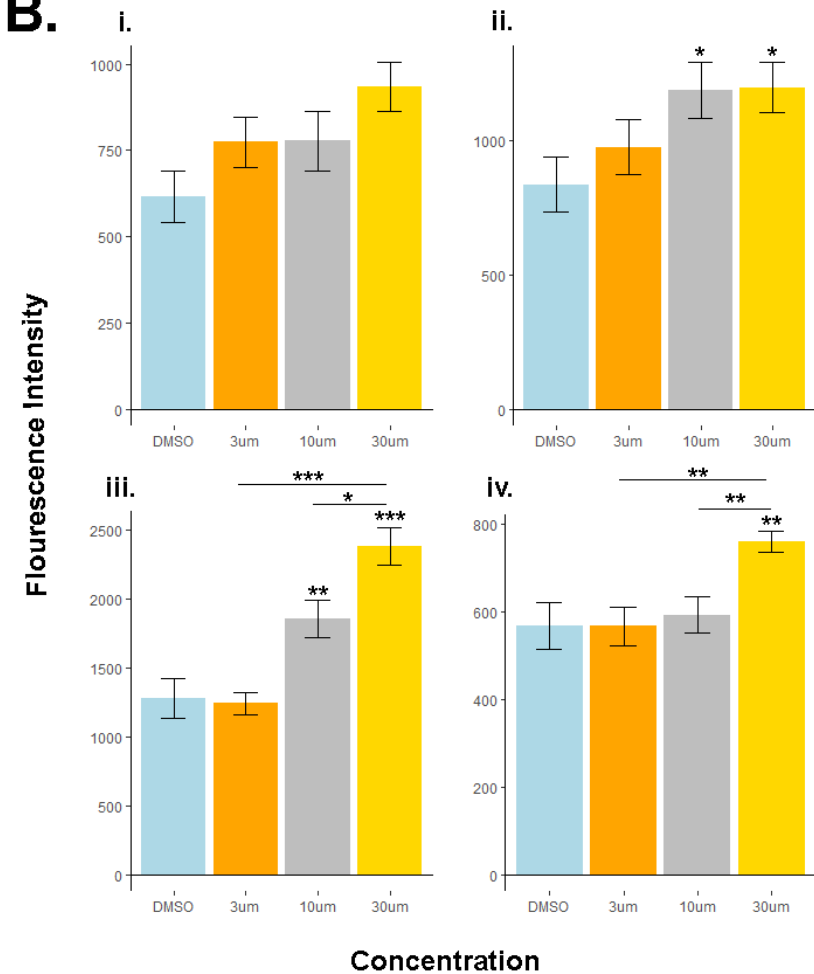 B.
i.
1000
750
500
250
0
DMSO 3um 10um 30um
ii.
* *
1000
500
0
DMSO 3um 10um 30um
Flourescence Intensity
iii.
***
*
***
**
2500
2000
1500
1000
500
0
DMSO 3um 10um 30um
iv.
**
**
**
800
600
400
200
0
DMSO 3um 10um 30um
Concentration